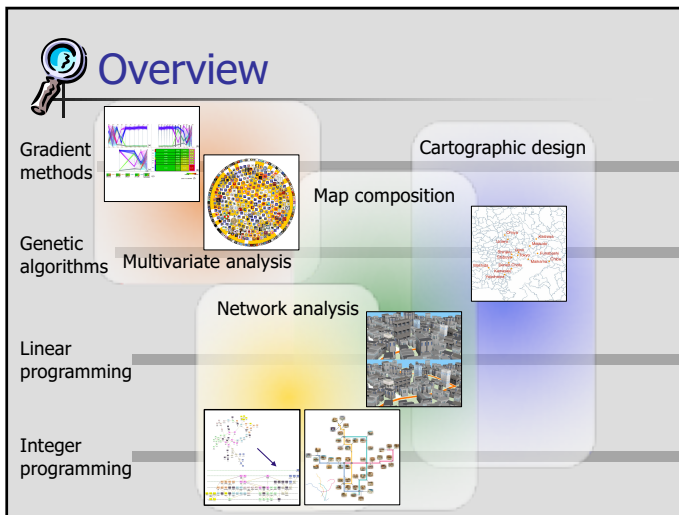 Overview
Gradient
methods
Cartographic design
Map composition
Genetic
algorithms
Multivariate analysis
Network analysis
Linear
programming
Integer
programming